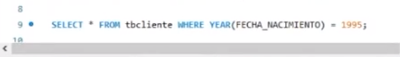 8
9 SELECT * FROM tbcliente WHERE YEAR(FECHA_NACIMIENTO) = 1995;
10